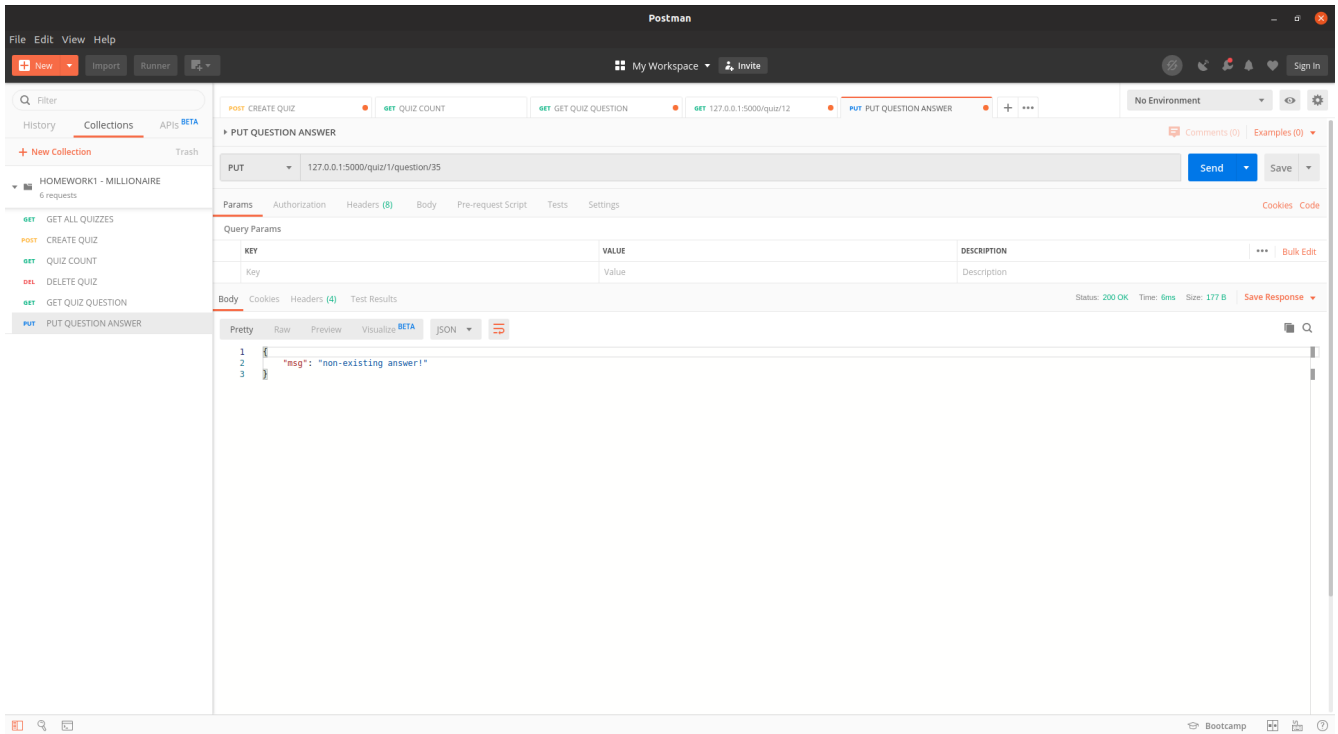 Postman
File Edit View Help
New Import Runner My Workspace Invite Sign In
Filter
History Collections APIs BETA
+ New Collection Trash
HOMEWORK1 - MILLIONAIRE
6 requests
GET GET ALL QUIZZES
POST CREATE QUIZ
GET QUIZ COUNT
DEL DELETE QUIZ
GET GET QUIZ QUESTION
PUT PUT QUESTION ANSWER
POST CREATE QUIZ GET QUIZ COUNT GET GET QUIZ QUESTION GET 127.0.0.1:5000/quiz/12 PUT PUT QUESTION ANSWER + ••• No Environment
PUT QUESTION ANSWER Comments (0) Examples (0)
PUT 127.0.0.1:5000/quiz/1/question/35 Send Save
Params Authorization Headers (8) Body Pre-request Script Tests Settings Cookies Code
Query Params
KEY VALUE DESCRIPTION ••• Bulk Edit
Key Value Description
Body Cookies Headers (4) Test Results Status: 200 OK Time: 6ms Size: 177 B Save Response
Pretty Raw Preview Visualize BETA JSON
1 {
2 "msg": "non-existing answer!"
3 }
Bootcamp